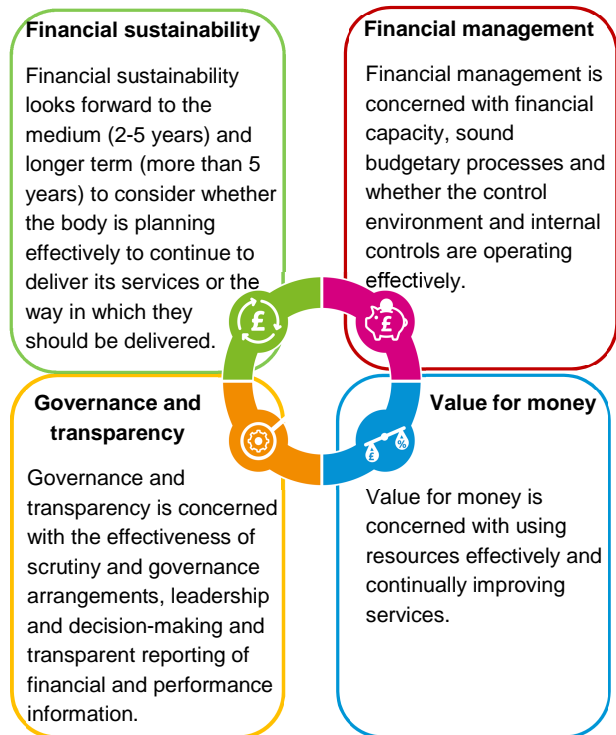 Financial sustainability
Financial sustainability
looks forward to the
medium (2-5 years) and
longer term (more than 5
years) to consider whether
the body is planning
effectively to continue to
deliver its services or the
way in which they
should be delivered.
Financial management
Financial management is
concerned with financial
capacity, sound
budgetary processes and
whether the control
environment and internal
controls are operating
effectively.
£
£
Governance and
transparency
Governance and
transparency is concerned
with the effectiveness of
scrutiny and governance
arrangements, leadership
and decision-making and
transparent reporting of
financial and performance
information.
Value for money
£
%
Value for money is
concerned with using
resources effectively and
continually improving
services.